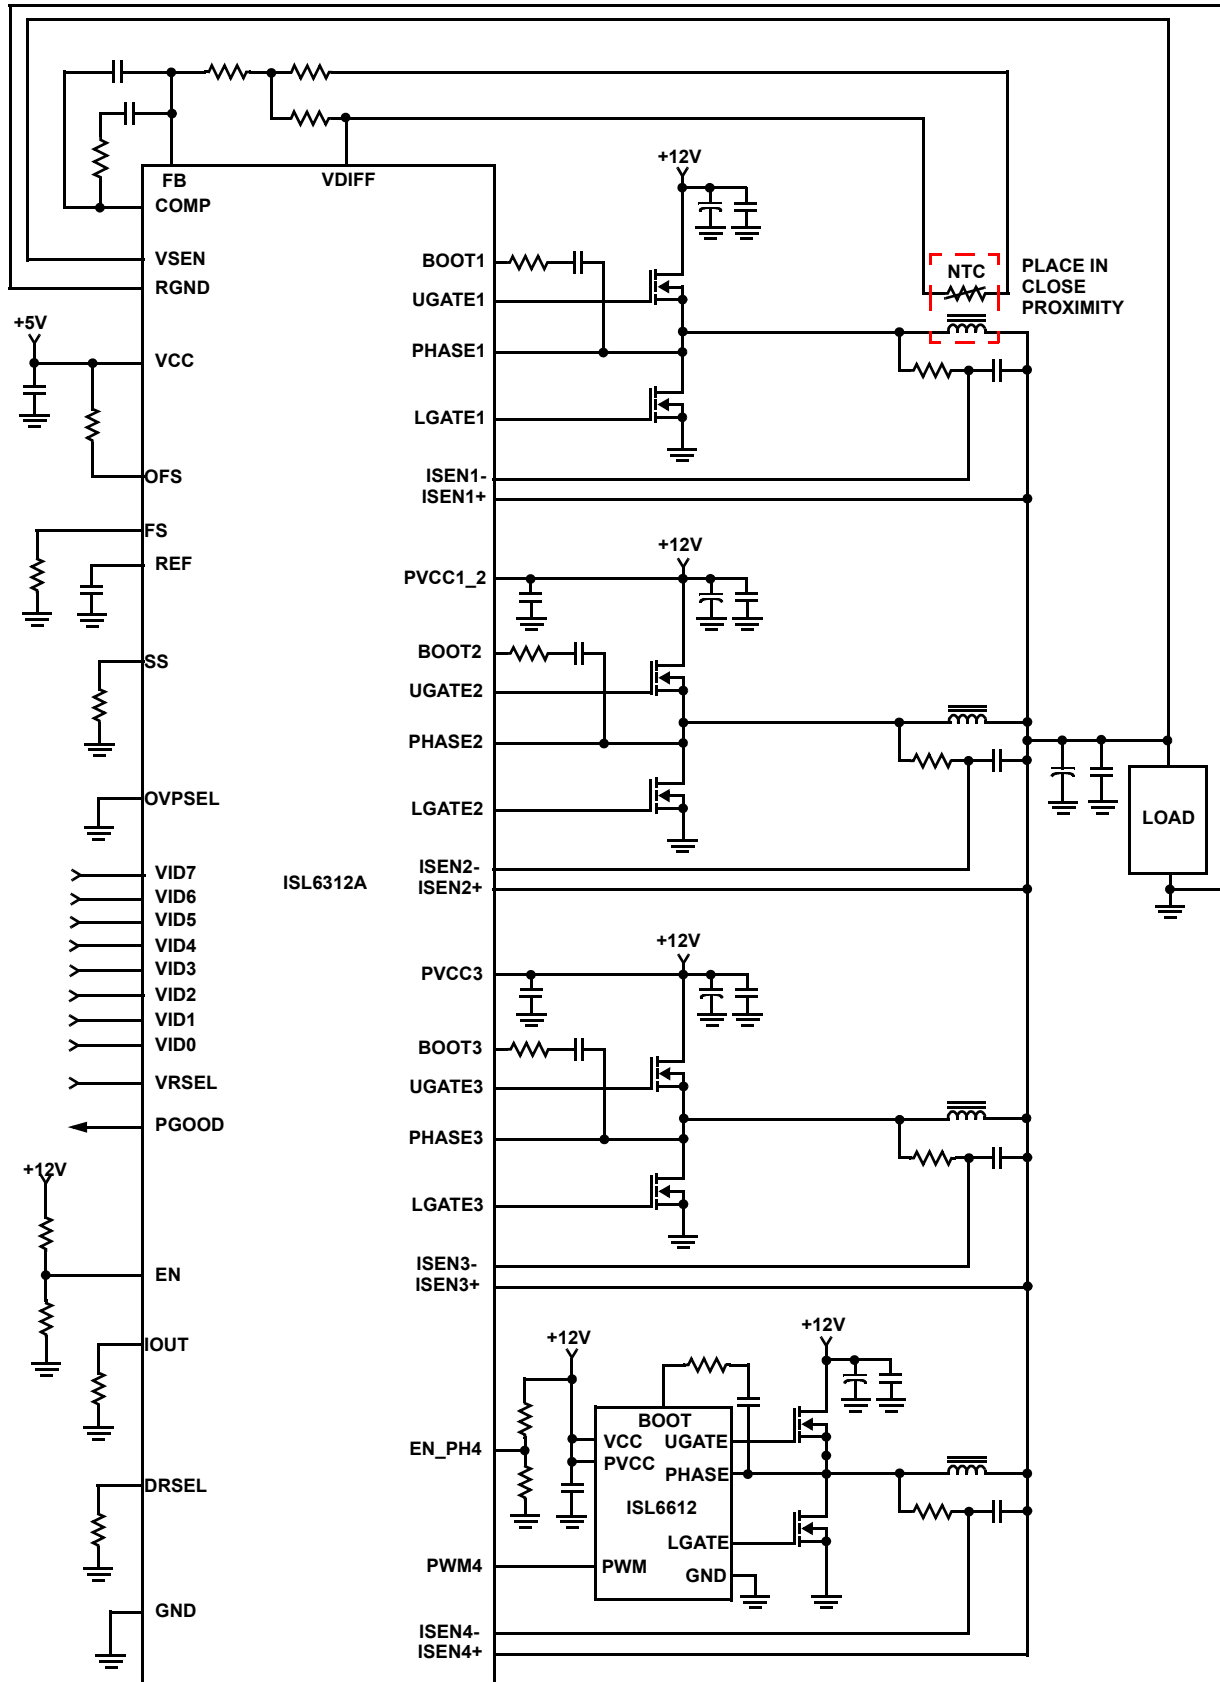 +12V
FB
VDIFF
COMP
VSEN
BOOT1
NTC
PLACE IN
CLOSE
PROXIMITY
RGND
UGATE1
+5V
VCC
PHASE1
LGATE1
OFS
ISEN1-
ISEN1+
FS
+12V
REF
PVCC1_2
SS
BOOT2
UGATE2
PHASE2
OVPSEL
LGATE2
LOAD
VID7
ISEN2-
ISL6312A
ISEN2+
VID6
VID5
VID4
+12V
VID3
PVCC3
VID2
VID1
VID0
BOOT3
VRSEL
UGATE3
PGOOD
PHASE3
+12V
LGATE3
EN
ISEN3-
ISEN3+
IOUT
+12V
+12V
BOOT
EN_PH4
VCC
UGATE
PVCC
PHASE
DRSEL
ISL6612
LGATE
PWM4
PWM
GND
GND
ISEN4-
ISEN4+